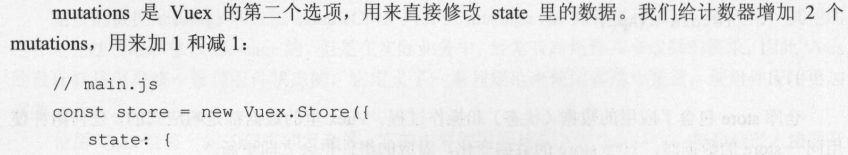 mutations 是 Vuex 的第二个选项，用来直接修改 state 里的数据。我们给计数器增加 2 个
mutations，用来加 1 和减 1：
// main.js
const store = new Vuex.Store({
state: {